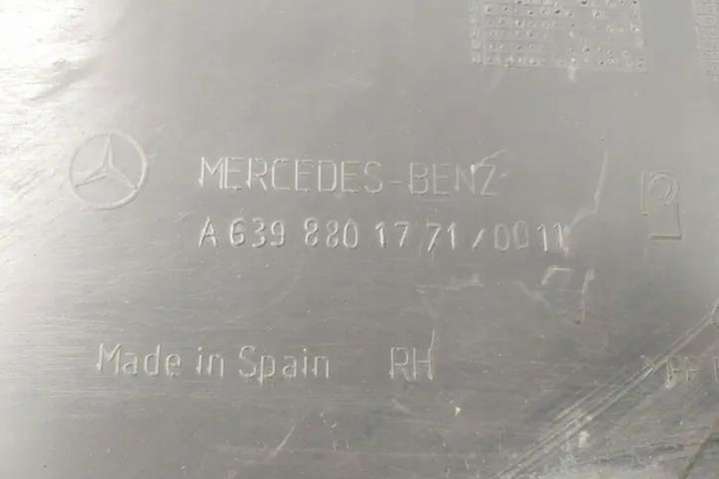 MERCEDES-BENZ
A 639 880 17 71 / 0011
Made in Spain RH